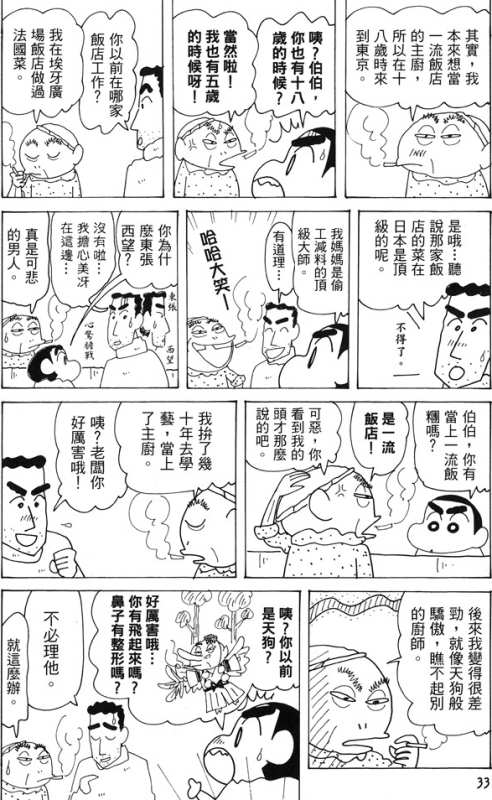 其實，我
本來想當
一流飯店
的主廚，
所以在十
八歲時來
到東京。
咦？伯伯，
你也有十八
歲的時候？
當然啦！
我也有五歲
的時候呀！
你以前在哪家
飯店工作？
我在埃牙廣
場飯店做過
法國菜。
是哦…聽
說那家飯
店的菜在
日本是頂
級的呢。
不得了。
我媽媽是偷
工減料的頂
級大師。
有道理…
哈哈大笑～
你為什
麼東張
西望？
東張
西望
沒有啦…
我擔心美冴
在這邊…
心驚膽戰
真是可悲
的男人。
伯伯，你有
當上一流飯
糰嗎？
是一流
飯店！
可惡，你
看到我的
頭才那麼
說的吧。
我拚了幾
十年去學
藝，當上
了主廚。
咦？老闆你
好厲害哦！
後來我變得很差
勁，就像天狗般
驕傲，瞧不起別
的廚師。
咦？你以前
是天狗？
好厲害哦…
你有飛起來嗎？
鼻子有整形嗎？
不必理他。
就這麼辦。
33